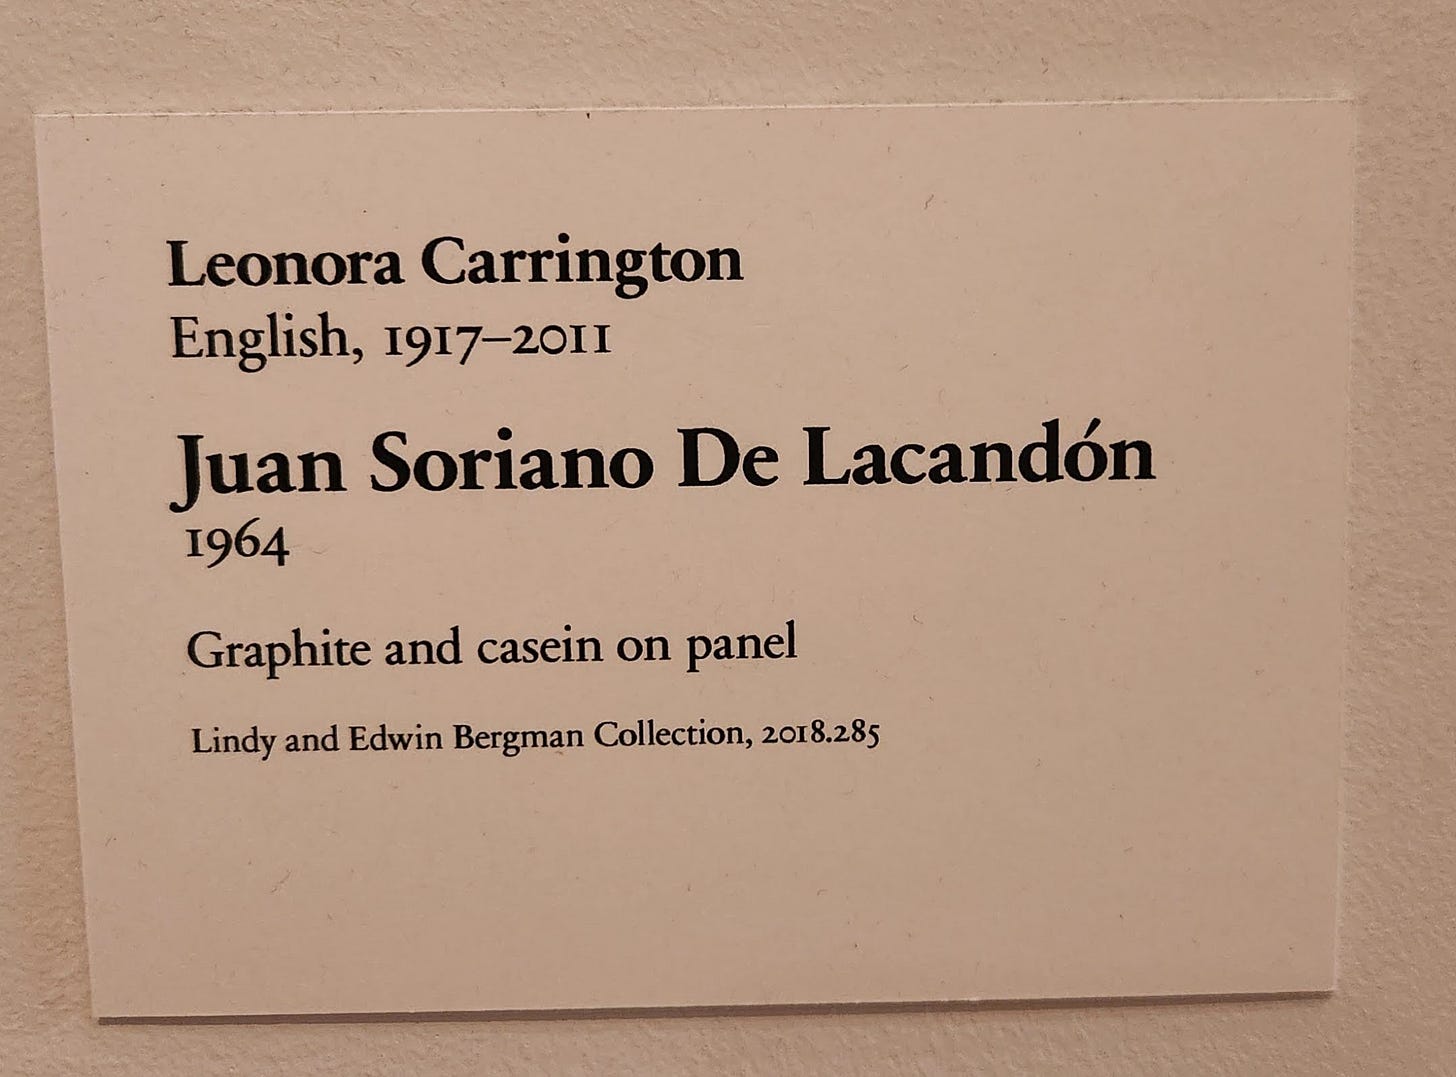 Leonora Carrington
English, 1917–2011
Juan Soriano De Lacandón
1964
Graphite and casein on panel
Lindy and Edwin Bergman Collection, 2018.285